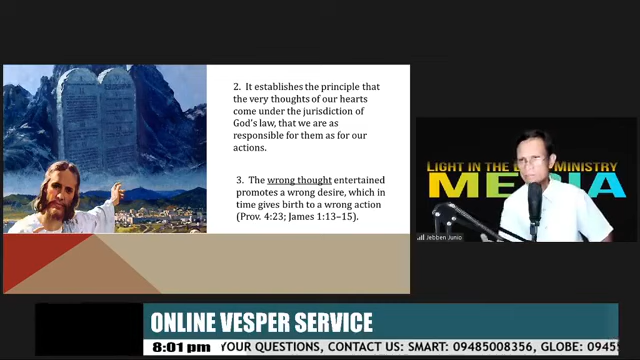 2. It establishes the principle that
the very thoughts of our hearts
come under the jurisdiction of
God's law, that we are as
responsible for them as for our
actions.
3. The wrong thought entertained
promotes a wrong desire, which in
time gives birth to a wrong action
(Prov. 4:23; James 1:13–15).
LIGHT IN THE MINISTRY
Jebben Junio
ONLINE VESPER SERVICE
8:01 pm YOUR QUESTIONS, CONTACT US: SMART: 09485008356, GLOBE: 0945